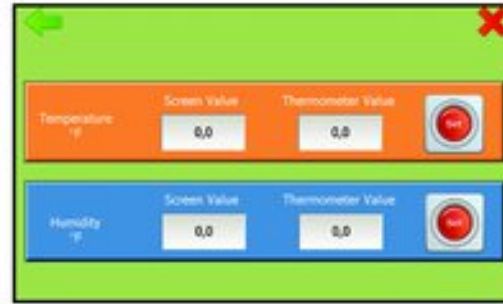 Screen Value Thermometer Value
Temperature
°F
0,0 0,0 Set
Screen Value Thermometer Value
Humidity
°F
0,0 0,0 Set